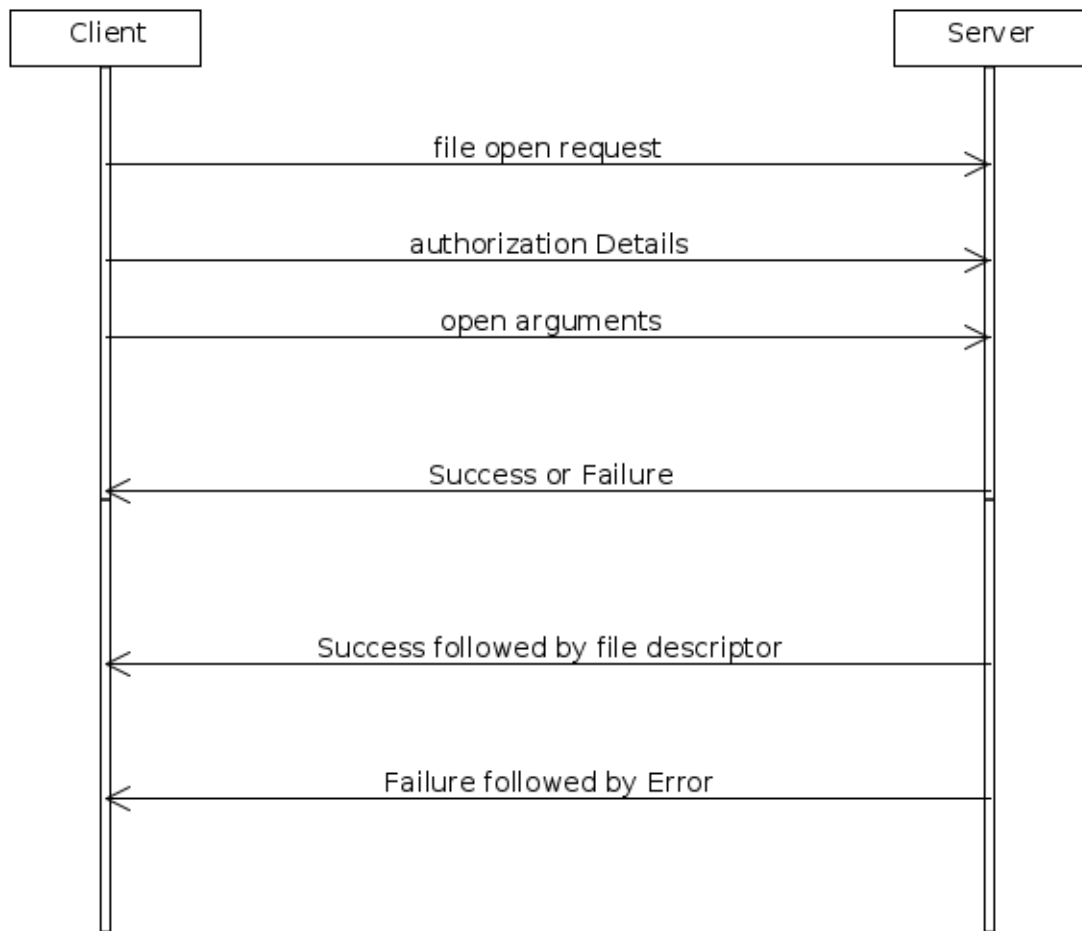 Client
Server
file open request
authorization Details
open arguments
Success or Failure
Success followed by file descriptor
Failure followed by Error